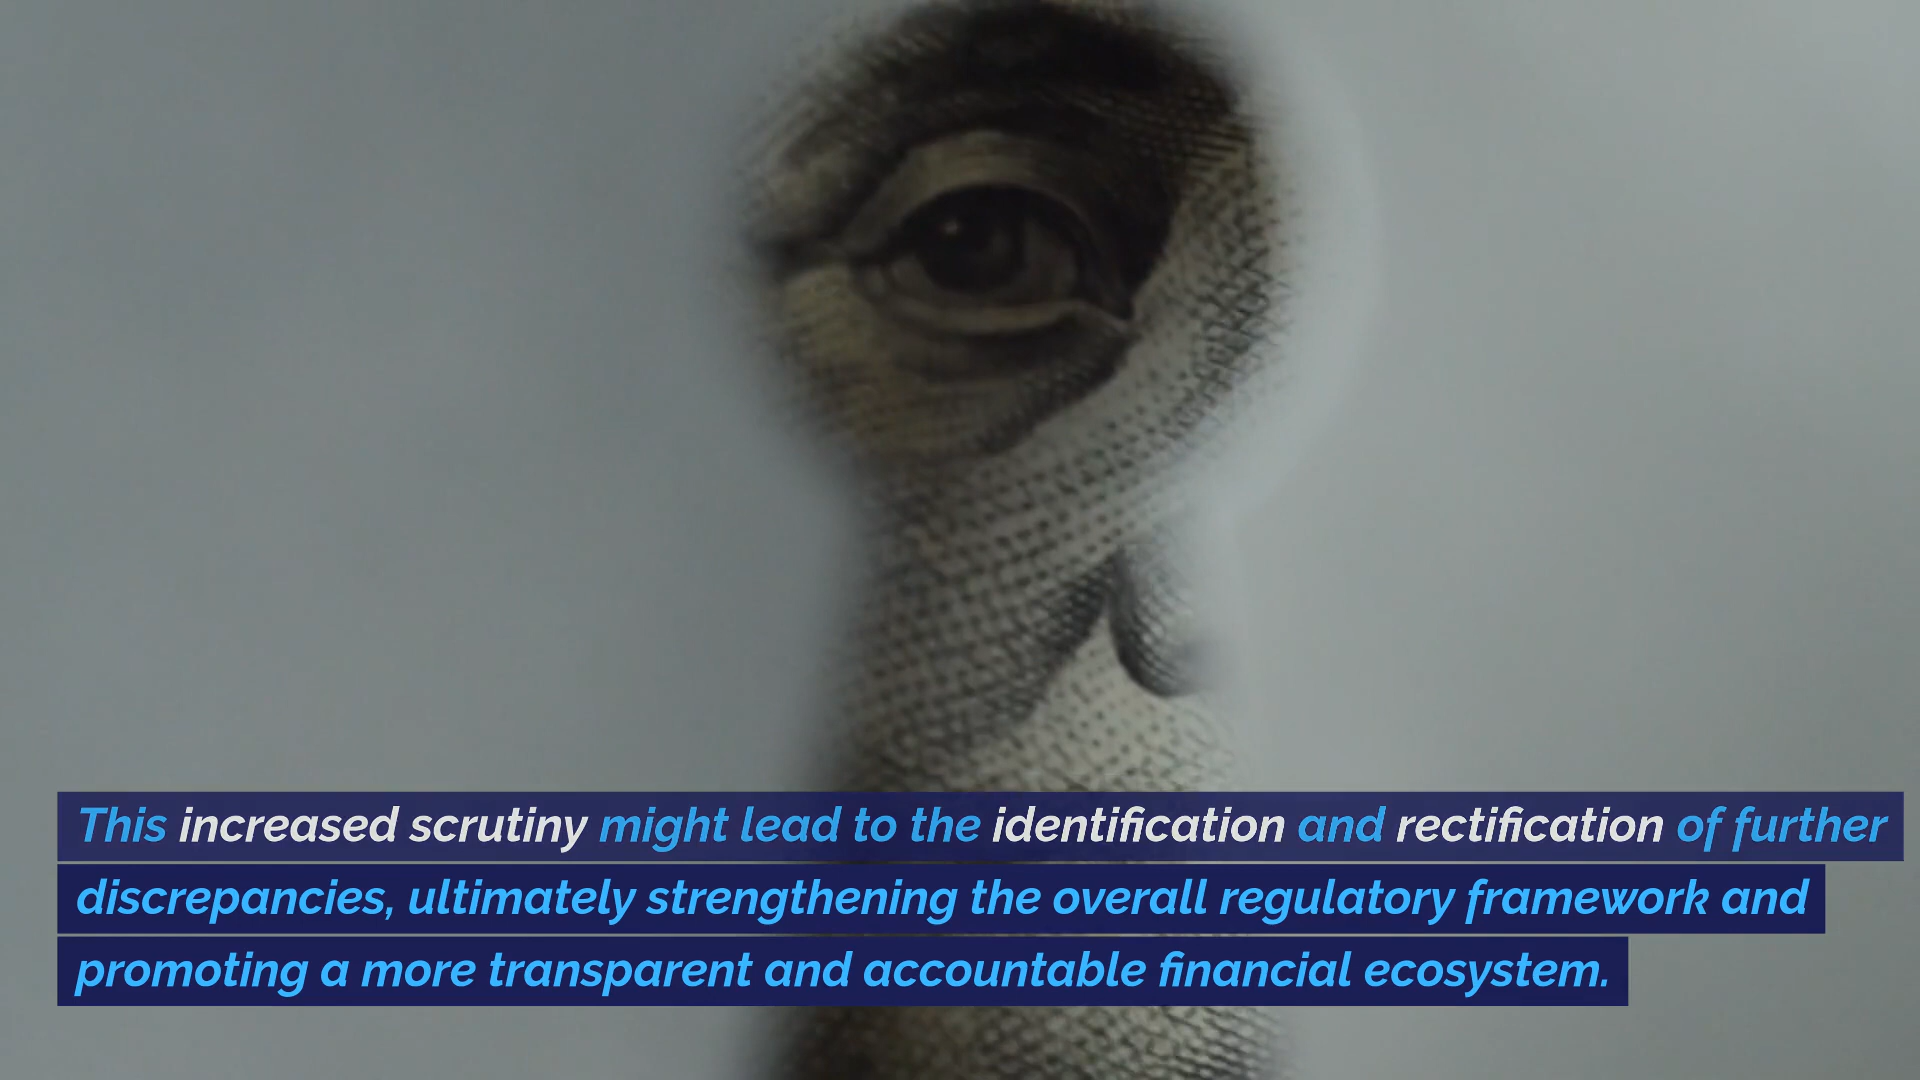 This increased scrutiny might lead to the identification and rectification of further
discrepancies, ultimately strengthening the overall regulatory framework and
promoting a more transparent and accountable financial ecosystem.